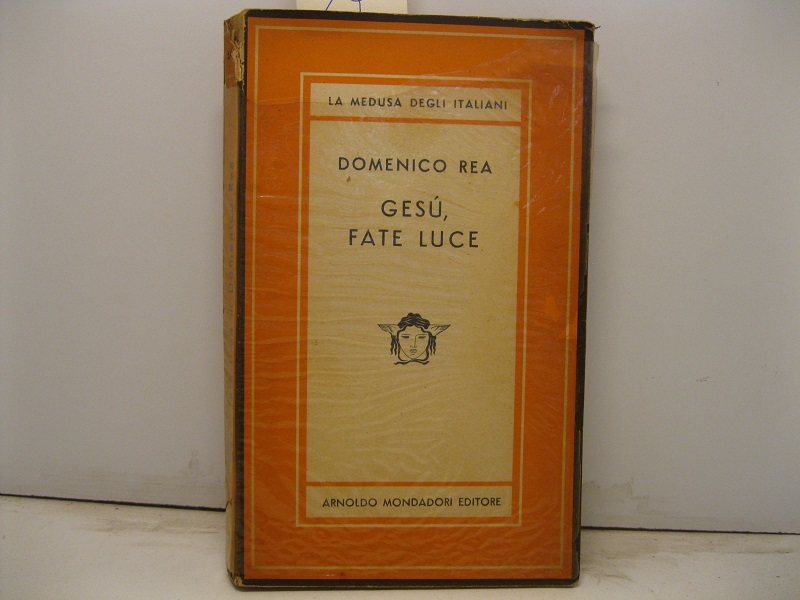 LA MEDUSA DEGLI ITALIANI
DOMENICO REA
GESÚ,
FATE LUCE
ARNOLDO MONDADORI EDITORE